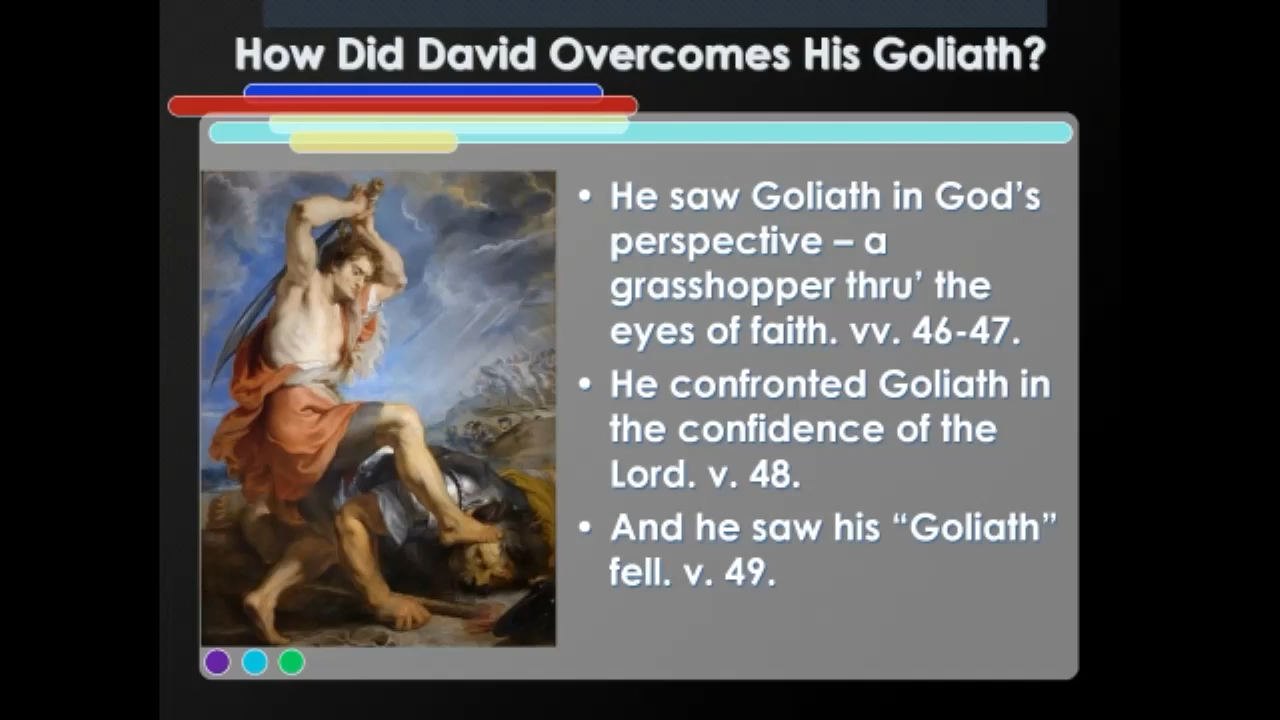 How Did David Overcomes His Goliath?
• He saw Goliath in God’s
perspective – a
grasshopper thru’ the
eyes of faith. vv. 46-47.
• He confronted Goliath in
the confidence of the
Lord. v. 48.
• And he saw his “Goliath”
fell. v. 49.